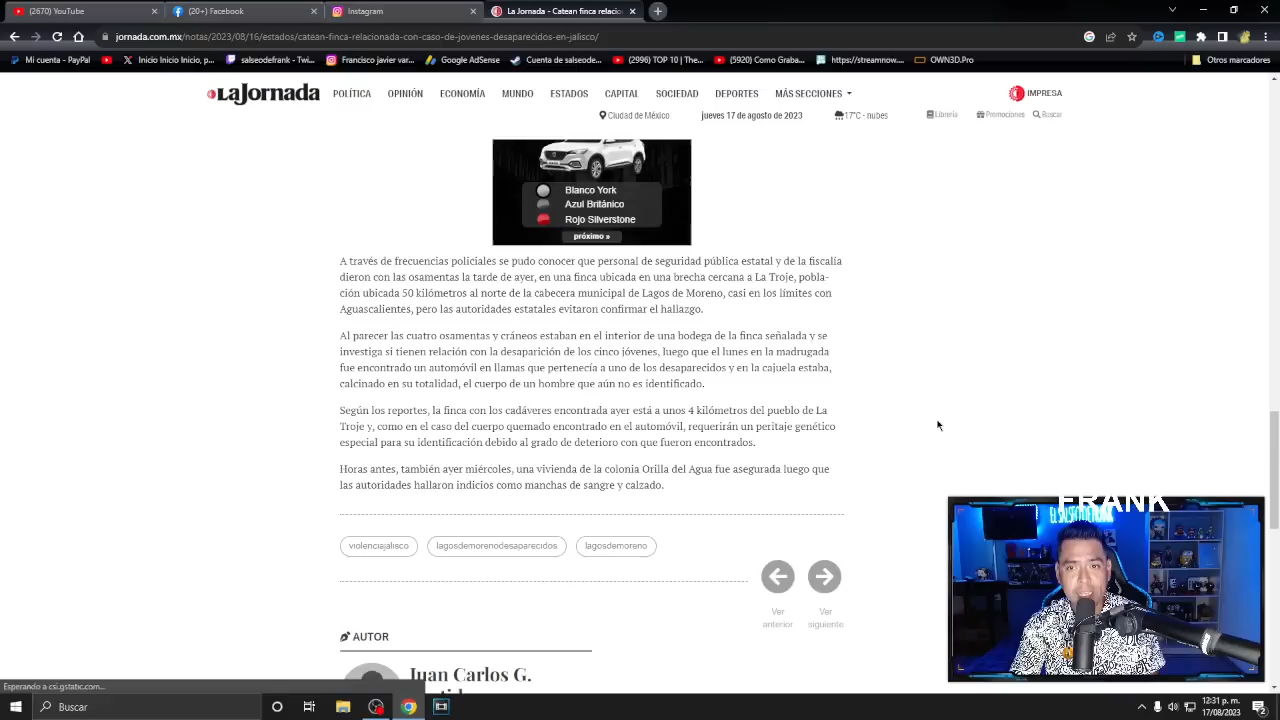 (2670) YouTube
(20+) Facebook
Instagram
La Jornada - Catean finca relacio
jornada.com.mx/notas/2023/08/16/estados/catean-finca-relacionada-con-caso-de-jovenes-desaparecidos-en-jalisco/
Mi cuenta - PayPal
Inicio Inicio Inicio, p...
salseodefrank - Twi...
Francisco javier var...
Google AdSense
Caseta de salseodef...
(2996) TOP 10 | The...
(5920) Como Graba...
https://streamnow....
OWN3D.Pro
Otros favoritos
LaJornada
POLÍTICA
OPINIÓN
ECONOMÍA
MUNDO
ESTADOS
CAPITAL
SOCIEDAD
DEPORTES
MÁS SECCIONES
IMPRESA
Ciudad de México
jueves 17 de agosto de 2023
17°C - nubes
Librería
Promociones
Buscar
Blanco York
Azul Británico
Rojo Silverstone
próximo »
A través de frecuencias policiales se pudo conocer que personal de seguridad pública estatal y de la fiscalía
dieron con las osamentas la tarde de ayer, en una finca ubicada en una brecha cercana a La Troje, pobla-
ción ubicada 50 kilómetros al norte de la cabecera municipal de Lagos de Moreno, casi en los límites con
Aguascalientes, pero las autoridades estatales evitaron confirmar el hallazgo.
Al parecer las cuatro osamentas y cráneos estaban en el interior de una bodega de la finca señalada y se
investiga si tienen relación con la desaparición de los cinco jóvenes, luego que el lunes en la madrugada
fue encontrado un automóvil en llamas que pertenecía a uno de los desaparecidos y en la cajuela estaba,
calcinado en su totalidad, el cuerpo de un hombre que aún no es identificado.
Según los reportes, la finca con los cadáveres encontrada ayer está a unos 4 kilómetros del pueblo de La
Troje y, como en el caso del cuerpo quemado encontrado en el automóvil, requerirán un peritaje genético
especial para su identificación debido al grado de deterioro con que fueron encontrados.
Horas antes, también ayer miércoles, una vivienda de la colonia Orilla del Agua fue asegurada luego que
las autoridades hallaron indicios como manchas de sangre y calzado.
violenciajalisco
lagosdemorenodesaparecidos
lagosdemoreno
Ver
anterior
Ver
siguiente
AUTOR
Juan Carlos G.
FRANK
Esperando a csi.gstatic.com...
Buscar
12:31 p. m.
17/08/2023